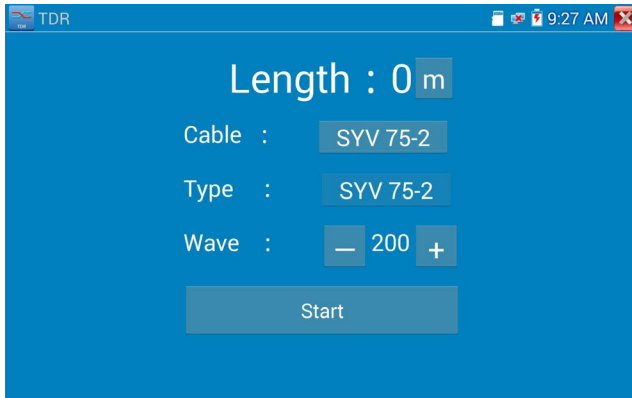 TDR 9:27 AM
Length : 0 m
Cable : SYV 75-2
Type : SYV 75-2
Wave : — 200 +
Start